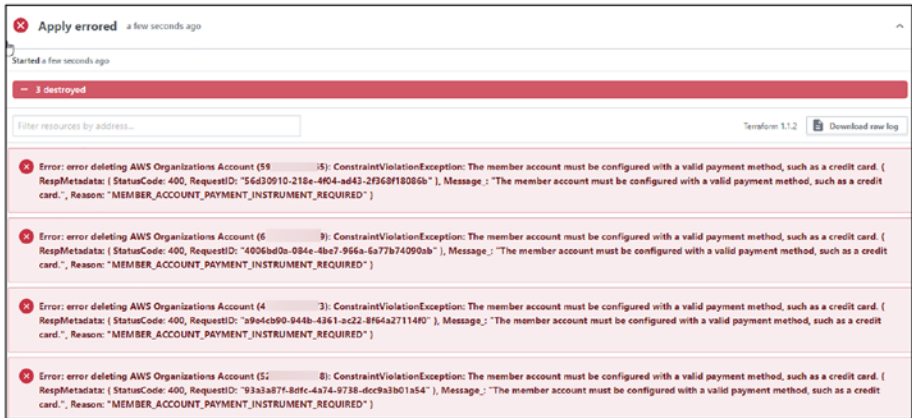 Apply errored a few seconds ago
Started a few seconds ago
− 3 destroyed
Filter resources by address...
Terraform 1.1.2 Download raw log
Error: error deleting AWS Organizations Account (59 5): ConstraintViolationException: The member account must be configured with a valid payment method, such as a credit card. {
RespMetadata: { StatusCode: 400, RequestID: "56d30910-218e-4f04-ad43-2f368f18086b" }, Message_: "The member account must be configured with a valid payment method, such as a credit
card.", Reason: "MEMBER_ACCOUNT_PAYMENT_INSTRUMENT_REQUIRED" }
Error: error deleting AWS Organizations Account (6 9): ConstraintViolationException: The member account must be configured with a valid payment method, such as a credit card. {
RespMetadata: { StatusCode: 400, RequestID: "4006bd0a-084e-4be7-966a-6a77b74090ab" }, Message_: "The member account must be configured with a valid payment method, such as a credit
card.", Reason: "MEMBER_ACCOUNT_PAYMENT_INSTRUMENT_REQUIRED" }
Error: error deleting AWS Organizations Account (4 73): ConstraintViolationException: The member account must be configured with a valid payment method, such as a credit card. {
RespMetadata: { StatusCode: 400, RequestID: "a9e4cb90-944b-4361-ac22-8f64a27114f0" }, Message_: "The member account must be configured with a valid payment method, such as a credit
card.", Reason: "MEMBER_ACCOUNT_PAYMENT_INSTRUMENT_REQUIRED" }
Error: error deleting AWS Organizations Account (52 8): ConstraintViolationException: The member account must be configured with a valid payment method, such as a credit card. {
RespMetadata: { StatusCode: 400, RequestID: "93a3a87f-8dfc-4a74-9738-dcc9a3b01a54" }, Message_: "The member account must be configured with a valid payment method, such as a credit
card.", Reason: "MEMBER_ACCOUNT_PAYMENT_INSTRUMENT_REQUIRED" }